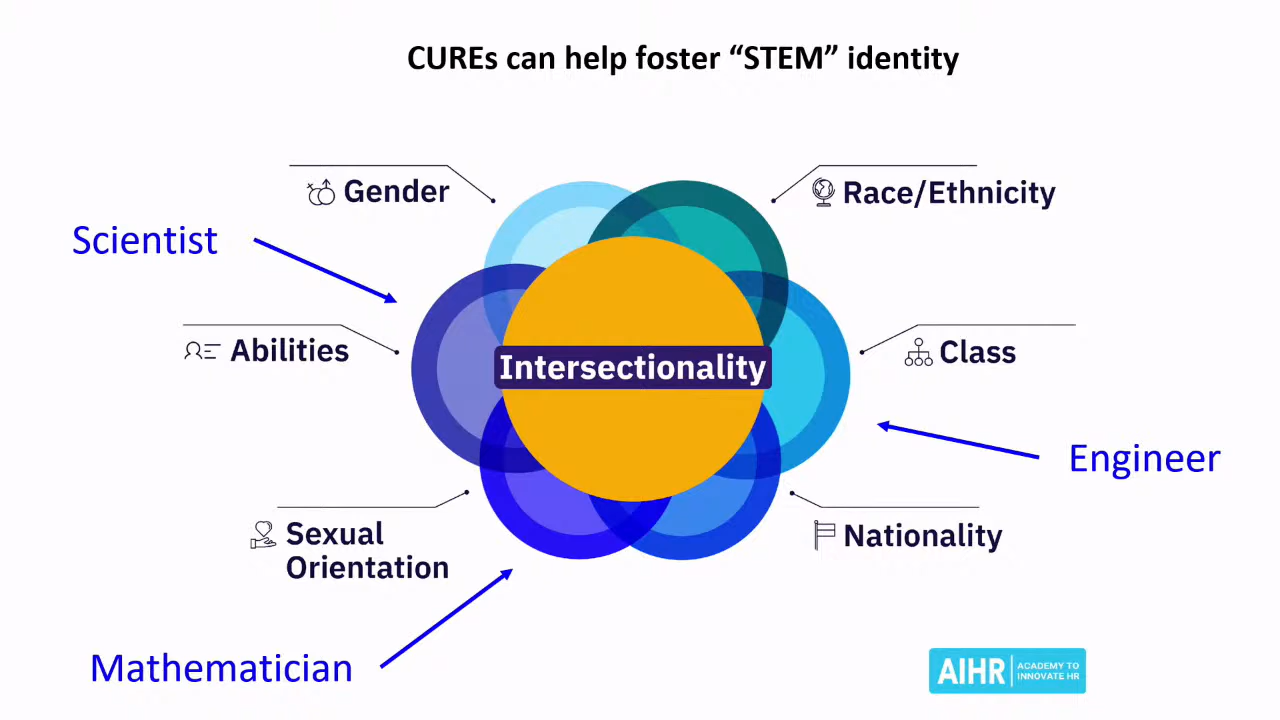 CUREs can help foster “STEM” identity
Gender
Race/Ethnicity
Scientist
Abilities
Intersectionality
Class
Engineer
Sexual
Orientation
Nationality
Mathematician
AIHR
ACADEMY TO
INNOVATE HR